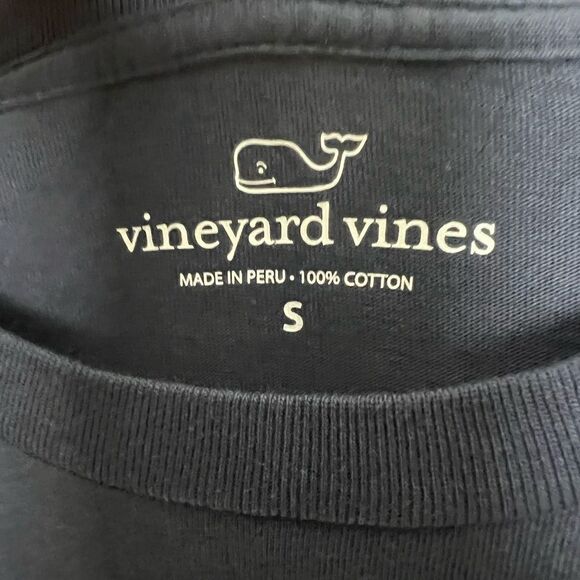 vineyard vines
MADE IN PERU • 100% COTTON
S